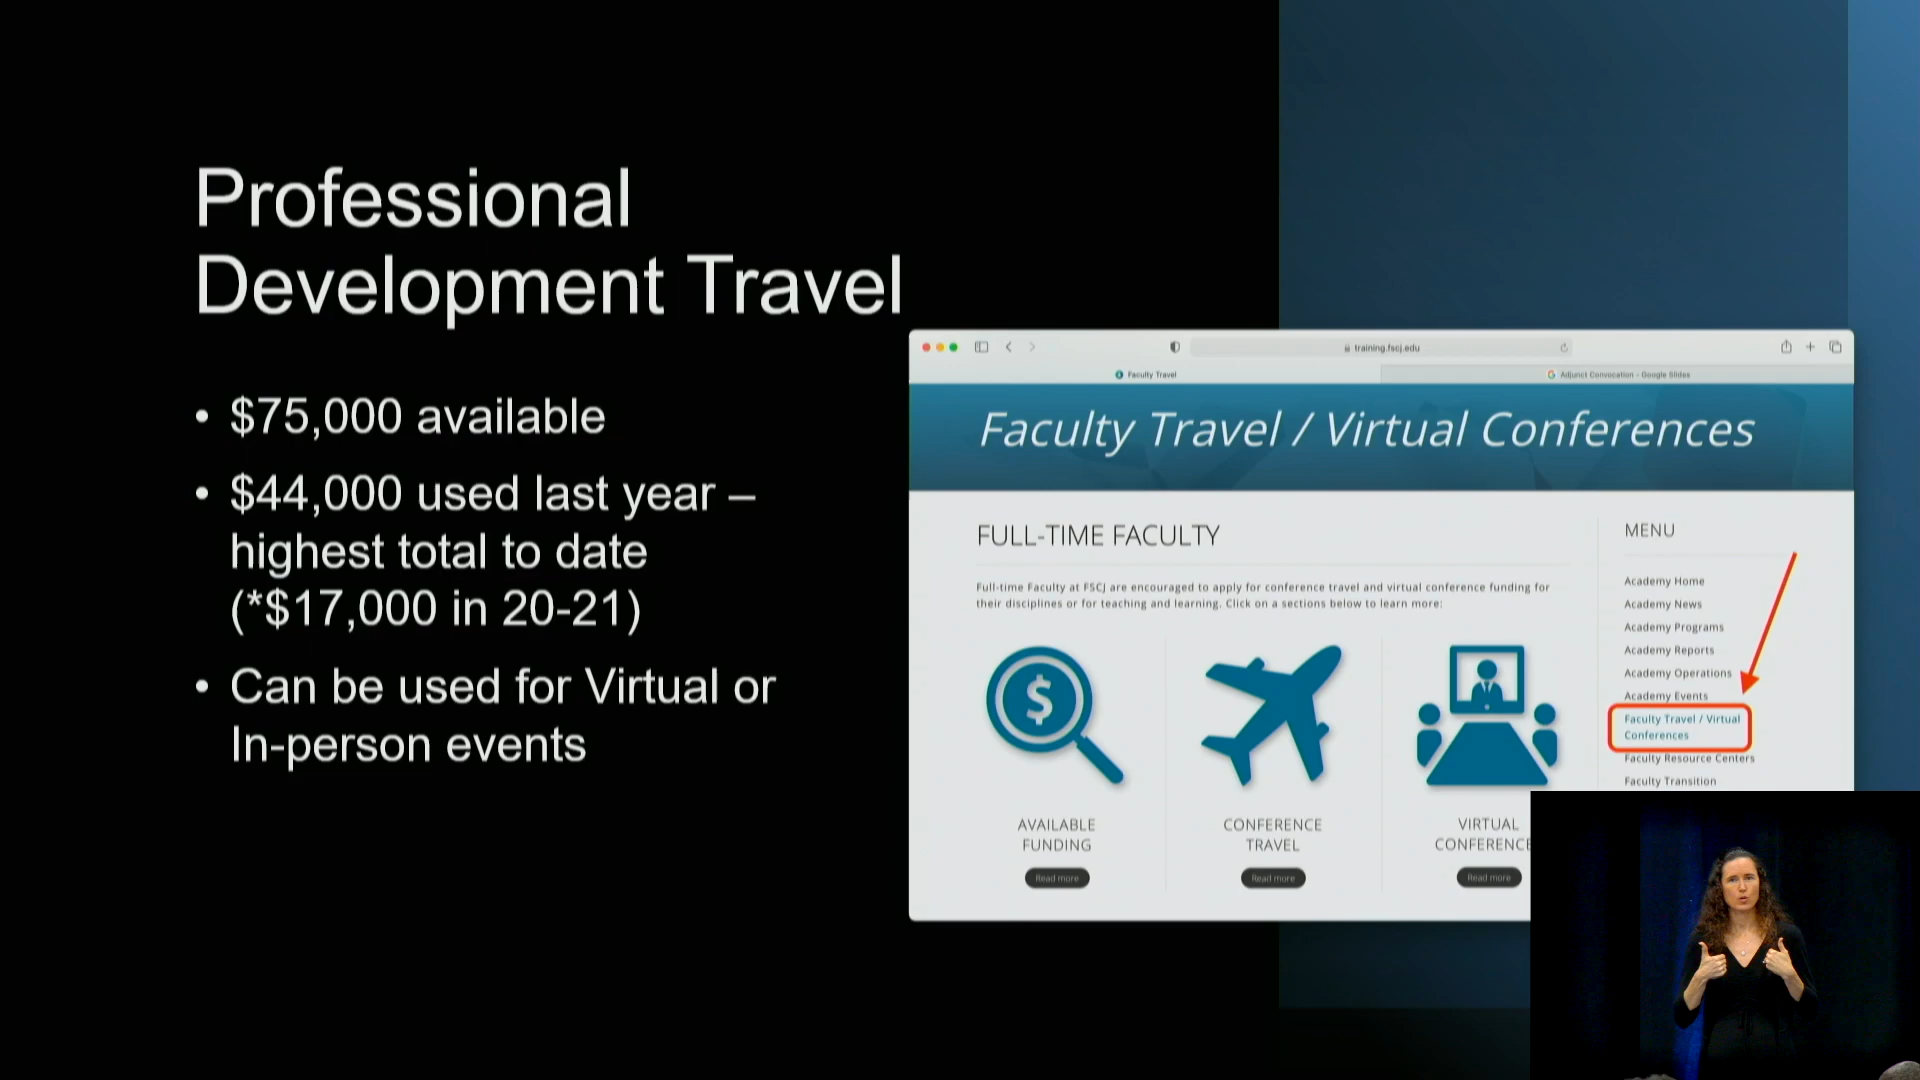 Professional
Development Travel
• $75,000 available
• $44,000 used last year –
highest total to date
(*$17,000 in 20-21)
• Can be used for Virtual or
In-person events
training.fscj.edu
Faculty Travel
Adjunct Convocation - Google Slides
Faculty Travel / Virtual Conferences
FULL-TIME FACULTY
Full-time Faculty at FSCJ are encouraged to apply for conference travel and virtual conference funding for
their disciplines or for teaching and learning. Click on a sections below to learn more:
$
AVAILABLE
FUNDING
Read more
CONFERENCE
TRAVEL
Read more
VIRTUAL
CONFERENCE
Read more
MENU
Academy Home
Academy News
Academy Programs
Academy Reports
Academy Operations
Academy Events
Faculty Travel / Virtual
Conferences
Faculty Resource Centers
Faculty Transition